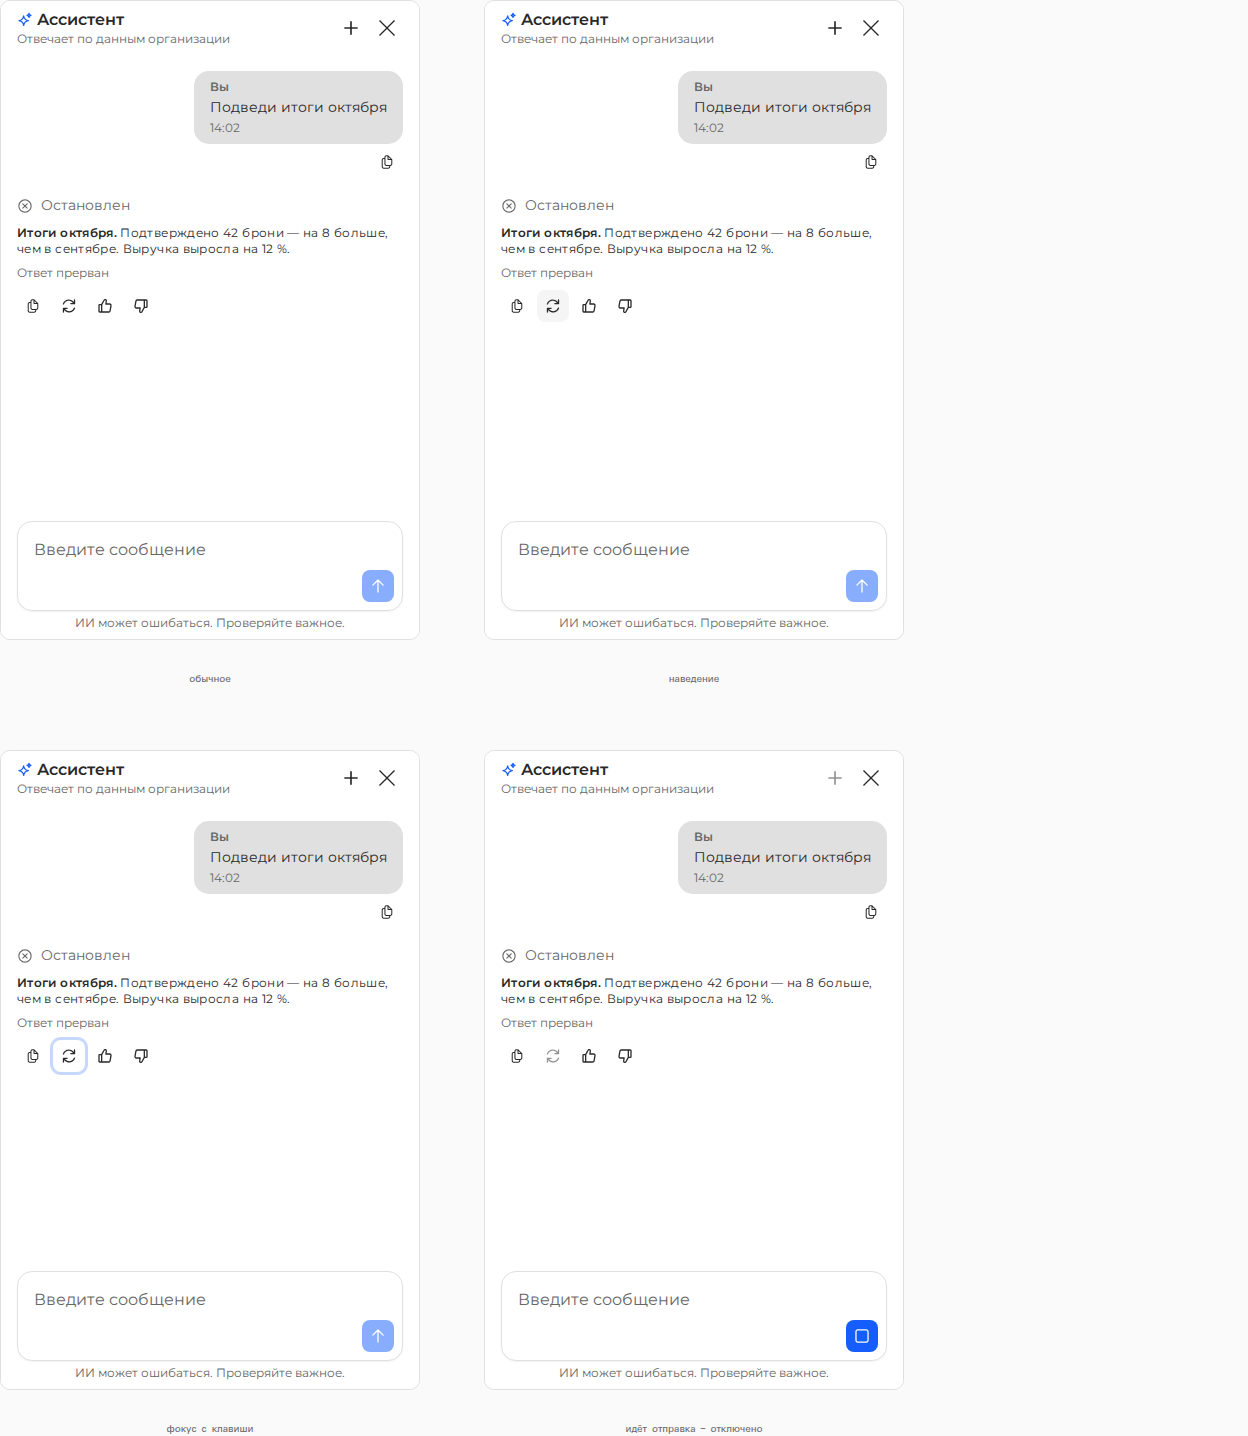 Ассистент
Отвечает по данным организации
Вы
Подведи итоги октября
14:02
Остановлен
Итоги октября. Подтверждено 42 брони — на 8 больше,
чем в сентябре. Выручка выросла на 12 %.
Ответ прерван
Введите сообщение
ИИ может ошибаться. Проверяйте важное.
обычное
Ассистент
Отвечает по данным организации
Вы
Подведи итоги октября
14:02
Остановлен
Итоги октября. Подтверждено 42 брони — на 8 больше,
чем в сентябре. Выручка выросла на 12 %.
Ответ прерван
Введите сообщение
ИИ может ошибаться. Проверяйте важное.
наведение
Ассистент
Отвечает по данным организации
Вы
Подведи итоги октября
14:02
Остановлен
Итоги октября. Подтверждено 42 брони — на 8 больше,
чем в сентябре. Выручка выросла на 12 %.
Ответ прерван
Введите сообщение
ИИ может ошибаться. Проверяйте важное.
фокус с клавиши
Ассистент
Отвечает по данным организации
Вы
Подведи итоги октября
14:02
Остановлен
Итоги октября. Подтверждено 42 брони — на 8 больше,
чем в сентябре. Выручка выросла на 12 %.
Ответ прерван
Введите сообщение
ИИ может ошибаться. Проверяйте важное.
идёт отправка – отключено